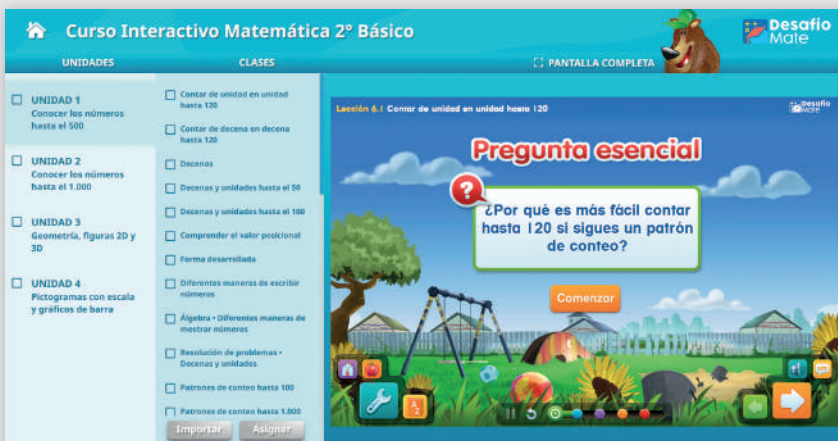 Curso Interactivo Matemática 2° Básico
Desafío
Mate
UNIDADES
CLASES
PANTALLA COMPLETA
UNIDAD 1
Conocer los números
hasta el 500
UNIDAD 2
Conocer los números
hasta el 1.000
UNIDAD 3
Geometría, figuras 2D y
3D
UNIDAD 4
Pictogramas con escala
y gráficos de barra
Contar de unidad en unidad
hasta 120
Contar de decena en decena
hasta 120
Decenas
Decenas y unidades hasta el 50
Decenas y unidades hasta el 100
Comprender el valor posicional
Forma desarrollada
Diferentes maneras de escribir
números
Álgebra • Diferentes maneras de
mostrar números
Resolución de problemas •
Decenas y unidades
Patrones de conteo hasta 100
Patrones de conteo hasta 1.000
Importar
Asignar
Lección 6.1 Contar de unidad en unidad hasta 120
Desafío
Mate
Pregunta esencial
?
¿Por qué es más fácil contar
hasta 120 si sigues un patrón
de conteo?
Comenzar
A
Z